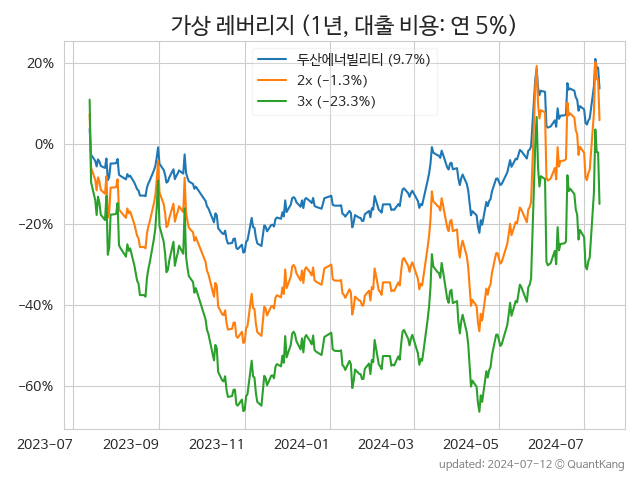 가상 레버리지 (1년, 대출 비용: 연 5%)
두산에너빌리티 (9.7%)
2x (−1.3%)
3x (−23.3%)
20%
0%
−20%
−40%
−60%
2023-07 2023-09 2023-11 2024-01 2024-03 2024-05 2024-07
updated: 2024-07-12 © QuantKang